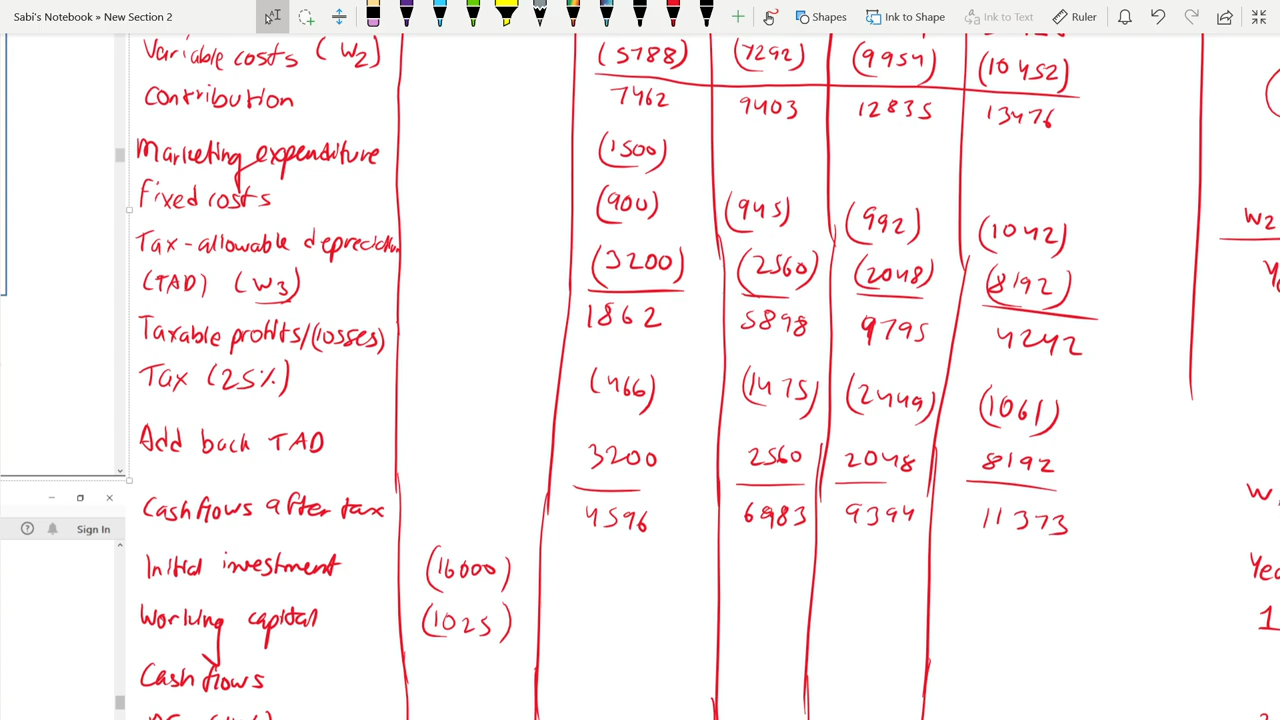 Sabi's Notebook » New Section 2
Shapes Ink to Shape Ink to Text Ruler
Variable costs (W2) (5788) (7292) (9954) (10452)
Contribution 7462 9403 12835 13476
Marketing expenditure (1500)
Fixed costs (900) (945) (992) (1042)
Tax-allowable depreciation
(TAD) (W3) (3200) (2560) (2048) (8192)
Taxable profits/(losses) 1862 5898 9795 4242
Tax (25%) (466) (1475) (2449) (1061)
Add back TAD 3200 2560 2048 8192
Cashflows after tax 4596 6983 9394 11373
Initial investment (16000)
Working capital (1025)
Cashflows
W2
Sign In
1